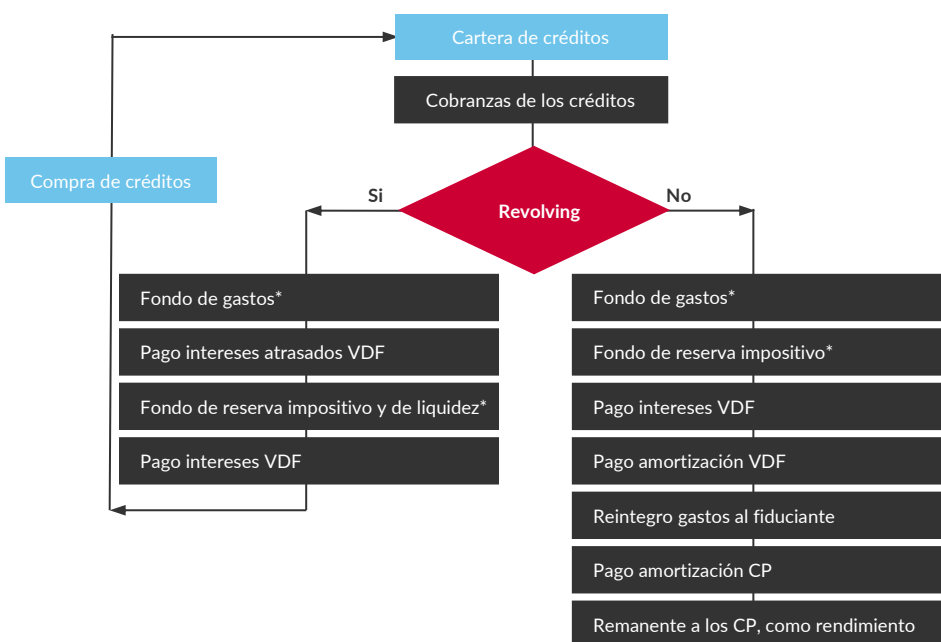 Cartera de créditos
Cobranzas de los créditos
Compra de créditos
Si
Revolving
No
Fondo de gastos*
Pago intereses atrasados VDF
Fondo de reserva impositivo y de liquidez*
Pago intereses VDF
Fondo de gastos*
Fondo de reserva impositivo*
Pago intereses VDF
Pago amortización VDF
Reintegro gastos al fiduciante
Pago amortización CP
Remanente a los CP, como rendimiento